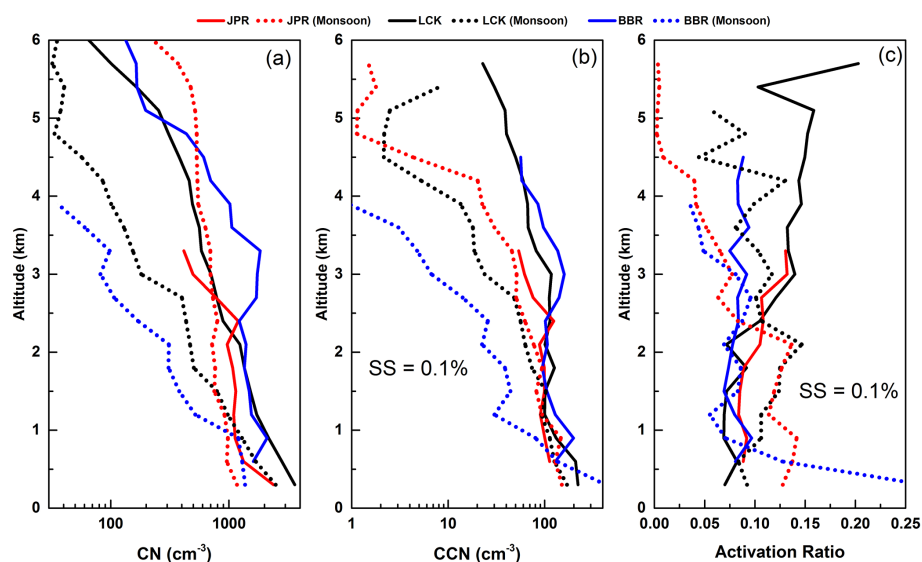 JPR JPR (Monsoon) LCK LCK (Monsoon) BBR BBR (Monsoon)
(a) (b) (c)
6 6 6
5 5 5
4 4 4
3 3 3
2 2 2
1 1 1
0 0 0
Altitude (km) Altitude (km) Altitude (km)
SS = 0.1%
SS = 0.1%
100 1000 1 10 100 0.00 0.05 0.10 0.15 0.20 0.25
CN (cm⁻³) CCN (cm⁻³) Activation Ratio